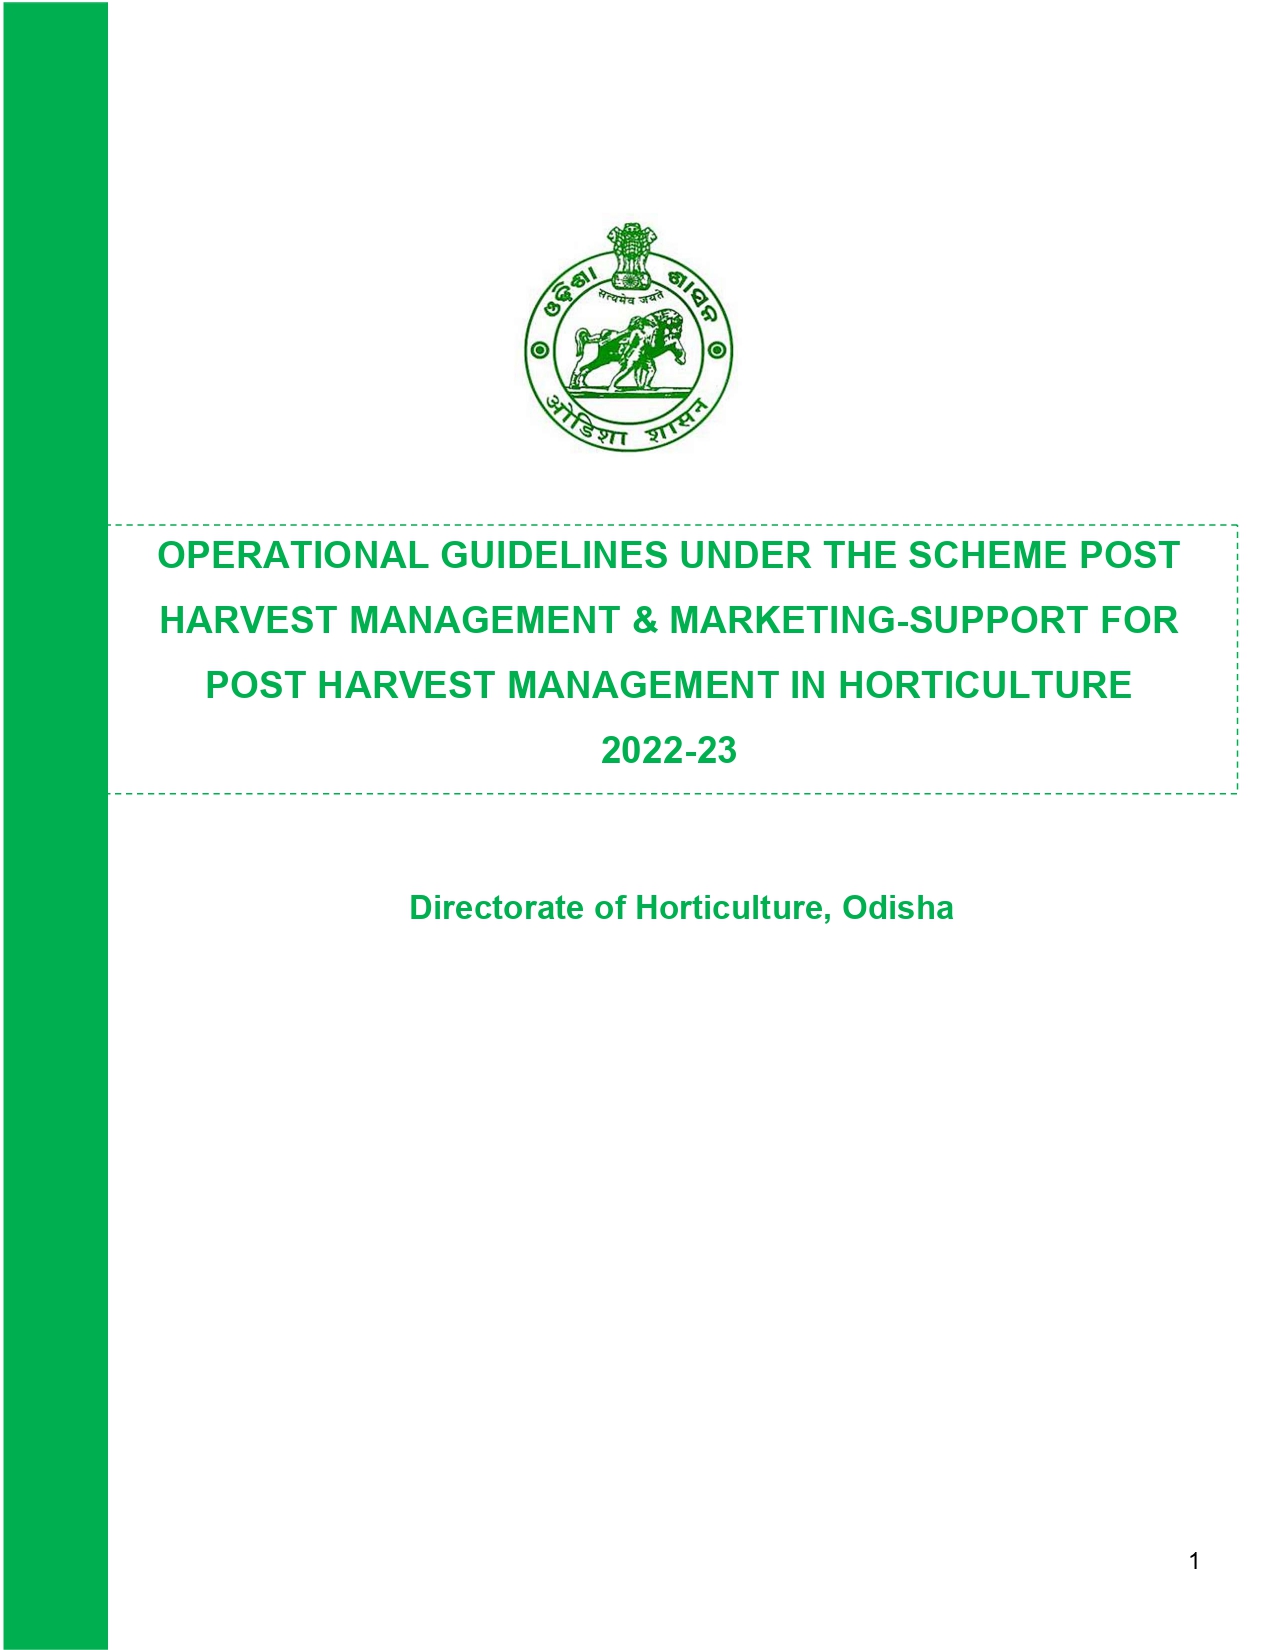 ଓଡ଼ିଶା ଶାସନ
सत्यमेव जयते
ओडिशा शासन
OPERATIONAL GUIDELINES UNDER THE SCHEME POST
HARVEST MANAGEMENT & MARKETING-SUPPORT FOR
POST HARVEST MANAGEMENT IN HORTICULTURE
2022-23
Directorate of Horticulture, Odisha
1